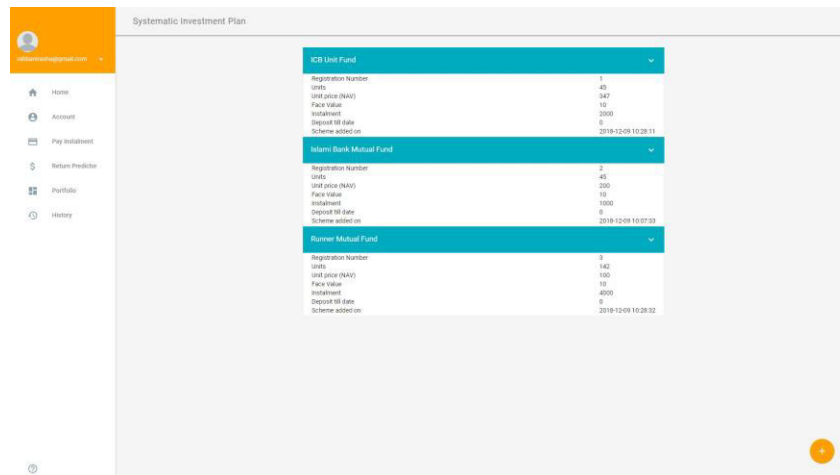 Systematic Investment Plan
Home
Account
Pay Instalment
Return Predictor
Portfolio
History
ICB Unit Fund
Registration Number 1
Units 45
Unit price (NAV) 347
Face Value 10
Instalment 2000
Deposit till date 0
Scheme added on 2018-12-09 10:28:11
Islami Bank Mutual Fund
Registration Number 2
Units 45
Unit price (NAV) 200
Face Value 10
Instalment 1000
Deposit till date 0
Scheme added on 2018-12-09 10:07:33
Runner Mutual Fund
Registration Number 3
Units 142
Unit price (NAV) 100
Face Value 10
Instalment 4000
Deposit till date 0
Scheme added on 2018-12-09 10:28:32